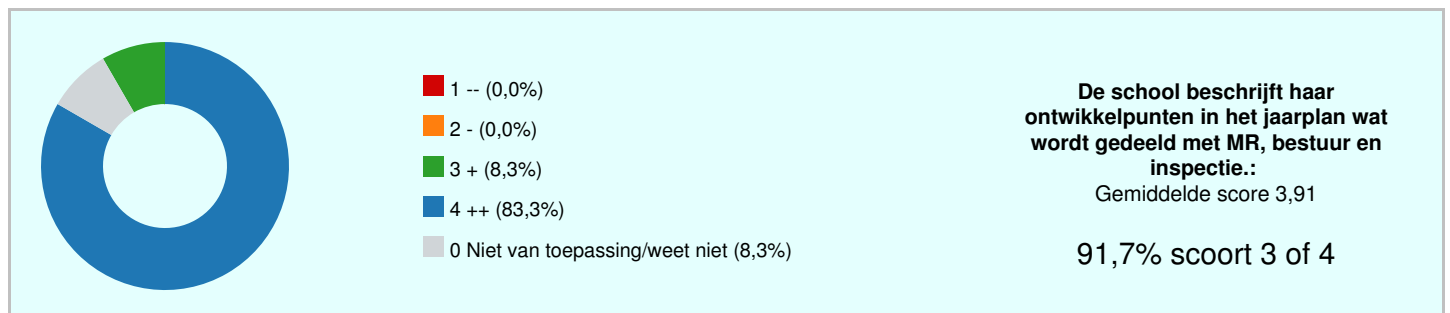 1 -- (0,0%)
2 - (0,0%)
3 + (8,3%)
4 ++ (83,3%)
0 Niet van toepassing/weet niet (8,3%)
De school beschrijft haar
ontwikkelpunten in het jaarplan wat
wordt gedeeld met MR, bestuur en
inspectie.:
Gemiddelde score 3,91
91,7% scoort 3 of 4